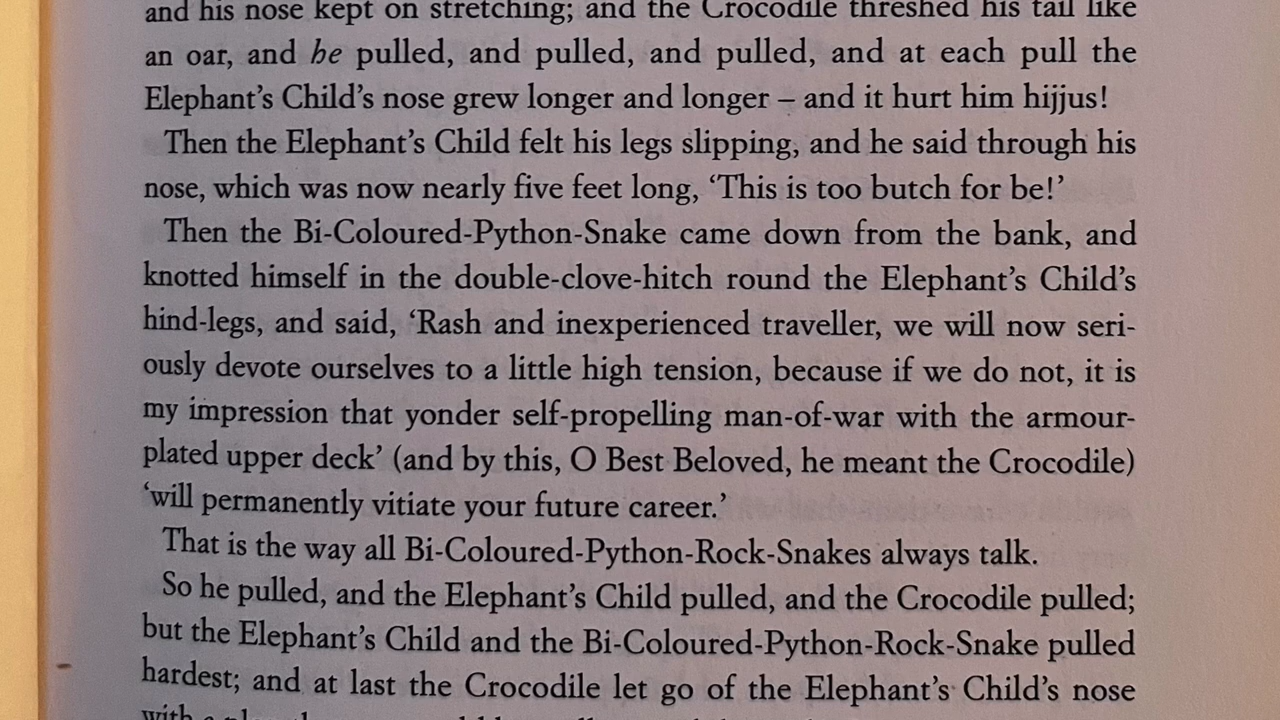 and his nose kept on stretching; and the Crocodile threshed his tail like
an oar, and he pulled, and pulled, and pulled, and at each pull the
Elephant’s Child’s nose grew longer and longer – and it hurt him hijjus!
Then the Elephant’s Child felt his legs slipping, and he said through his
nose, which was now nearly five feet long, ‘This is too butch for be!’
Then the Bi-Coloured-Python-Snake came down from the bank, and
knotted himself in the double-clove-hitch round the Elephant’s Child’s
hind-legs, and said, ‘Rash and inexperienced traveller, we will now seri-
ously devote ourselves to a little high tension, because if we do not, it is
my impression that yonder self-propelling man-of-war with the armour-
plated upper deck’ (and by this, O Best Beloved, he meant the Crocodile)
‘will permanently vitiate your future career.’
That is the way all Bi-Coloured-Python-Rock-Snakes always talk.
So he pulled, and the Elephant’s Child pulled, and the Crocodile pulled;
but the Elephant’s Child and the Bi-Coloured-Python-Rock-Snake pulled
hardest; and at last the Crocodile let go of the Elephant’s Child’s nose
with a